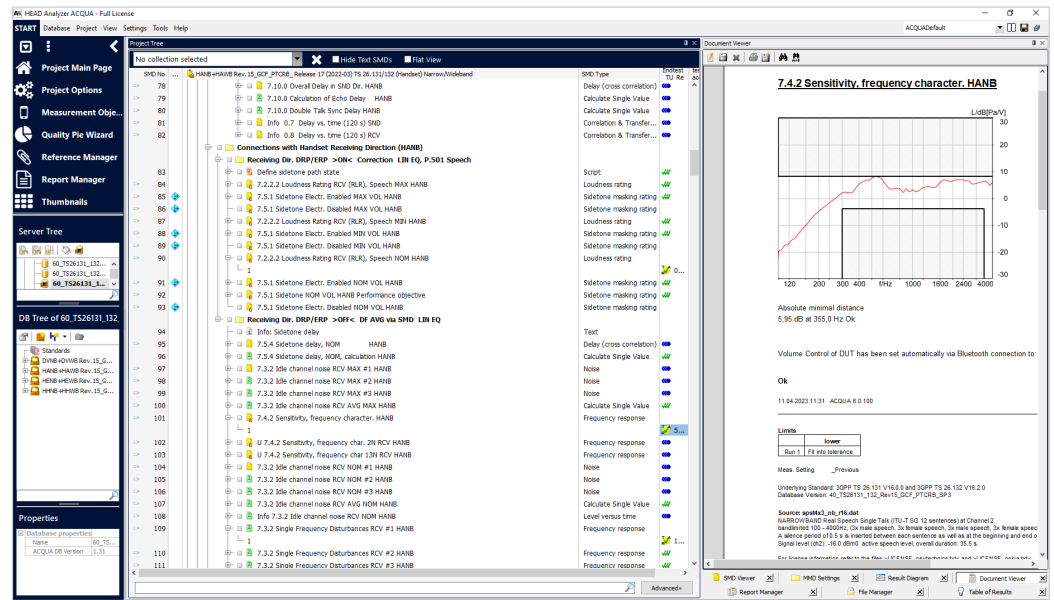 HEAD Analyzer ACQUA - Full License
START Database Project View Settings Tools Help
ACQUADefault
Project Main Page
Project Options
Measurement Obje...
Quality Pie Wizard
Reference Manager
Report Manager
Thumbnails
Server Tree
60_TS26131_132...
60_TS26131_132...
60_TS26131_1...
DB Tree of 60_TS26131_132_
Standards
DVNB+DVWB Rev.15_G...
HANB+HAWB Rev.15_G...
HENB+HEWB Rev.15_G...
HHNB+HHWB Rev.15_G...
Properties
Database properties
Name 60_TS...
ACQUA DB Version 1.31
Project Tree
No collection selected Hide Text SMDs Flat View
SMD No ... HANB+HAWB Rev.15_GCF_PTCRB_Release 17 (2022-03) TS 26.131/132 (Handset) Narrow/Wideband SMD Type Endtest TU Re
78 7.10.0 Overall Delay in SND Dir. HANB Delay (cross correlation)
79 7.10.0 Calculation of Echo Delay HANB Calculate Single Value
80 7.10.0 Double Talk Sync Delay HANB Calculate Single Value
81 Info 0.7 Delay vs. time (120 s) SND Correlation & Transfer...
82 Info 0.8 Delay vs. time (120 s) RCV Correlation & Transfer...
Connections with Handset Receiving Direction (HANB)
Receiving Dir. DRP/ERP >ON< Correction LIN EQ, P.501 Speech
83 Define sidetone path state Script
84 7.2.2.2 Loudness Rating RCV (RLR), Speech MAX HANB Loudness rating
85 7.5.1 Sidetone Electr. Enabled MAX VOL HANB Sidetone masking rating
86 7.5.1 Sidetone Electr. Disabled MAX VOL HANB Sidetone masking rating
87 7.2.2.2 Loudness Rating RCV (RLR), Speech MIN HANB Loudness rating
88 7.5.1 Sidetone Electr. Enabled MIN VOL HANB Sidetone masking rating
89 7.5.1 Sidetone Electr. Disabled MIN VOL HANB Sidetone masking rating
90 7.2.2.2 Loudness Rating RCV (RLR), Speech NOM HANB Loudness rating
1 0...
91 7.5.1 Sidetone Electr. Enabled NOM VOL HANB Sidetone masking rating
92 7.5.1 Sidetone NOM VOL HANB Performance objective Sidetone masking rating
93 7.5.1 Sidetone Electr. Disabled NOM VOL HANB Sidetone masking rating
Receiving Dir. DRP/ERP >OFF< DF AVG via SMD LIN EQ
94 Info: Sidetone delay Text
95 7.5.4 Sidetone delay, NOM HANB Delay (cross correlation)
96 7.5.4 Sidetone delay, NOM, calculation HANB Calculate Single Value
97 7.3.2 Idle channel noise RCV MAX #1 HANB Noise
98 7.3.2 Idle channel noise RCV MAX #2 HANB Noise
99 7.3.2 Idle channel noise RCV MAX #3 HANB Noise
100 7.3.2 Idle channel noise RCV AVG MAX HANB Calculate Single Value
101 7.4.2 Sensitivity, frequency character. HANB Frequency response
1 5...
102 U 7.4.2 Sensitivity, frequency char. 2N RCV HANB Frequency response
103 U 7.4.2 Sensitivity, frequency char 13N RCV HANB Frequency response
104 7.3.2 Idle channel noise RCV NOM #1 HANB Noise
105 7.3.2 Idle channel noise RCV NOM #2 HANB Noise
106 7.3.2 Idle channel noise RCV NOM #3 HANB Noise
107 7.3.2 Idle channel noise RCV AVG NOM HANB Calculate Single Value
108 Info 7.3.2 Idle channel noise RCV NOM HANB Level versus time
109 7.3.2 Single Frequency Disturbances RCV #1 HANB Frequency response
1 1...
110 7.3.2 Single Frequency Disturbances RCV #2 HANB Frequency response
111 7.3.2 Single Frequency Disturbances RCV #3 HANB Frequency response
Advanced»
Document Viewer
7.4.2 Sensitivity, frequency character. HANB
L/dB[Pa/V]
30
20
10
0
-10
-20
-30
120 200 300 400 f/Hz 1000 1600 2400 4000
Absolute minimal distance
5,95 dB at 355,0 Hz Ok
Volume Control of DUT has been set automatically via Bluetooth connection to:
Ok
11.04.2023 11:31 ACQUA 6.0.100
Limits
lower
Run 1 Fit into tolerance
Meas. Setting _Previous
Underlying Standard: 3GPP TS 26.131 V16.0.0 and 3GPP TS 26.132 V16.2.0
Database Version: 40_TS26131_132_Rev15_GCF_PTCRB_SP3
Source: spst4x3_nb_r16.dat
NARROWBAND Real Speech Single Talk (ITU-T SG 12 sentences) at Channel 2
bandlimited 100 - 4000Hz, (3x male speech, 3x female speech, 3x male speech, 3x female speec
A silence period of 0.5 s is inserted between each sentence as well as at the beginning and end o
Signal level (ch2): -16.0 dBm0 active speech level, overall duration: 35.5 s.
SMD Viewer MMD Settings Result Diagram Document Viewer
Report Manager File Manager Table of Results